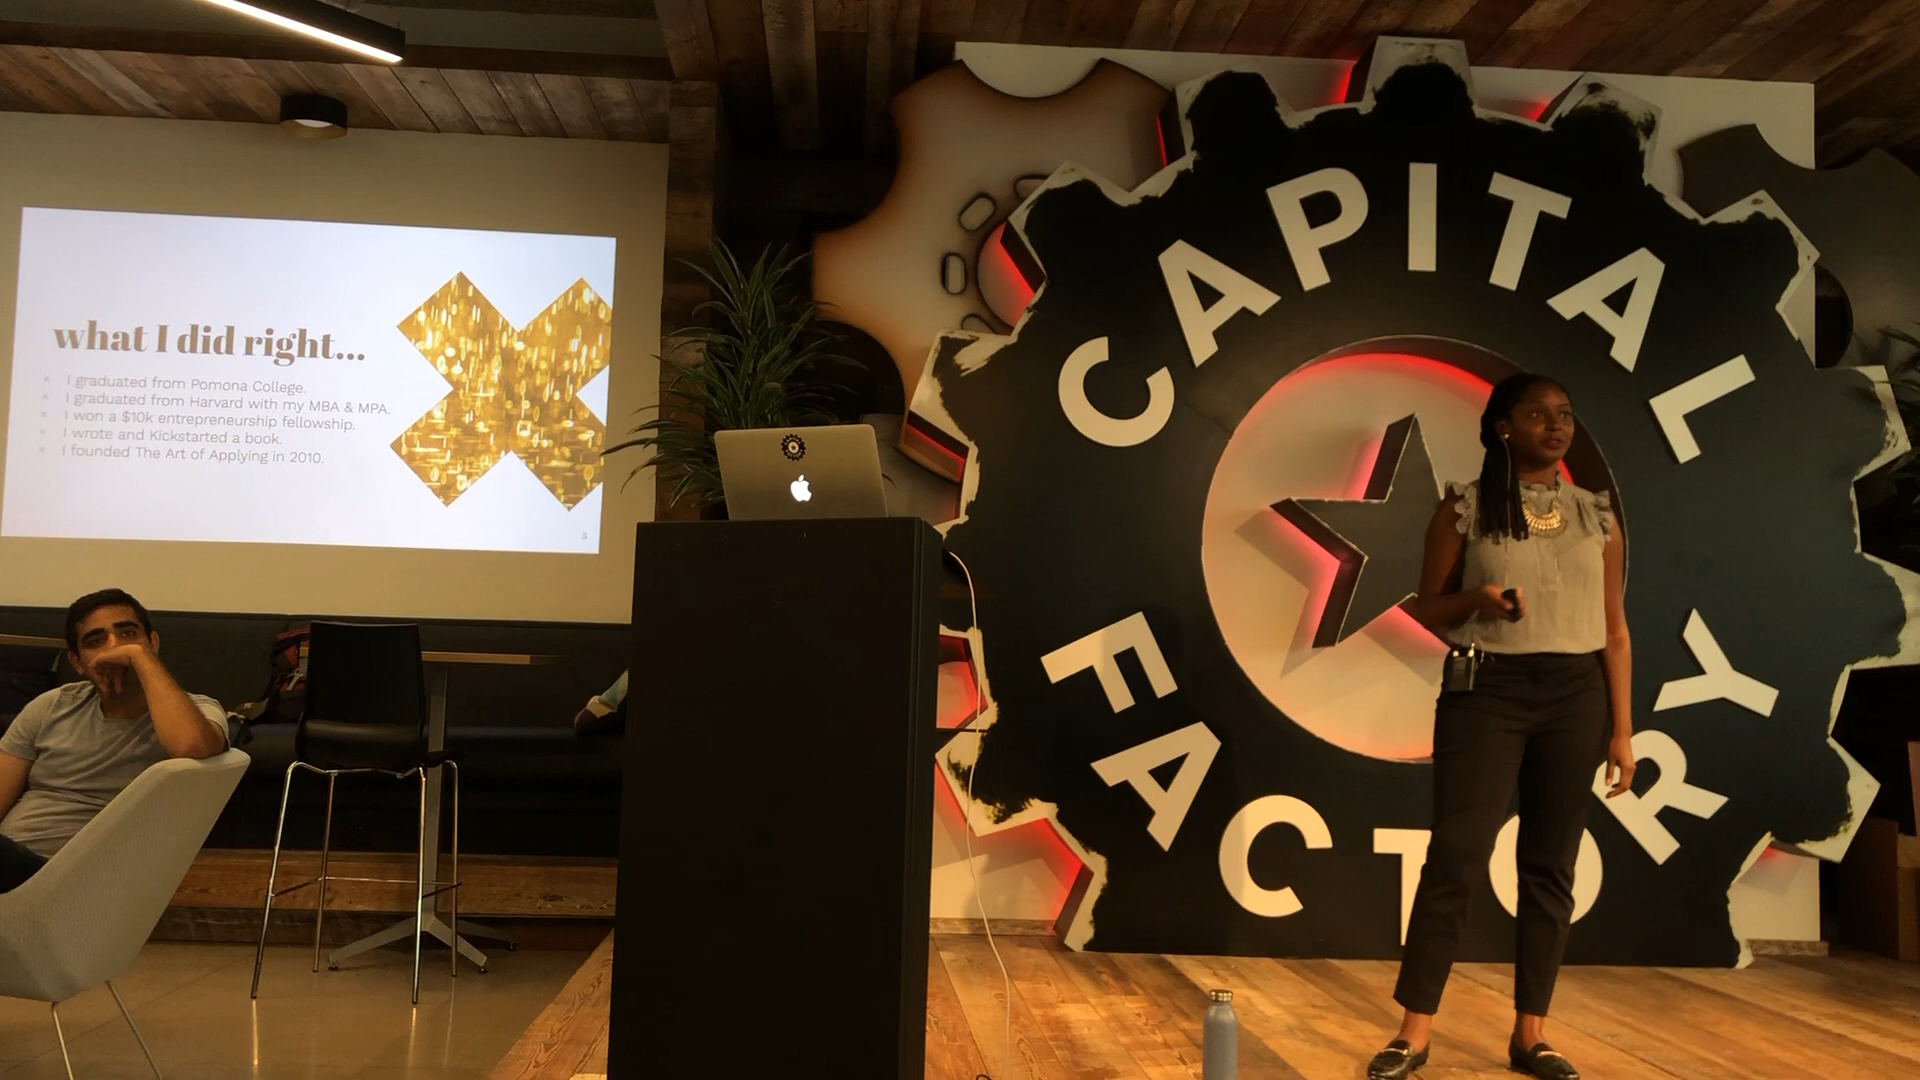 what I did right...
I graduated from Pomona College.
I graduated from Harvard with my MBA & MPA.
I won a $10k entrepreneurship fellowship.
I wrote and Kickstarted a book.
I founded The Art of Applying in 2010.
CAPITAL
FACTORY